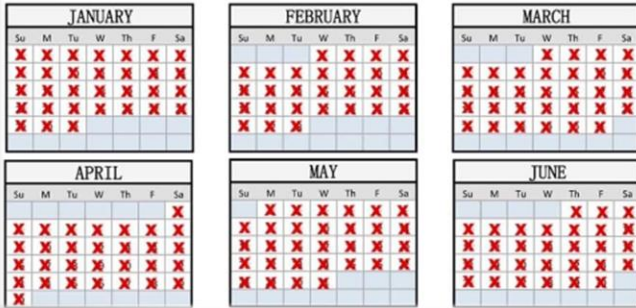 JANUARY FEBRUARY MARCH
Su M Tu W Th F Sa Su M Tu W Th F Sa Su M Tu W Th F Sa
APRIL MAY JUNE
Su M Tu W Th F Sa Su M Tu W Th F Sa Su M Tu W Th F Sa